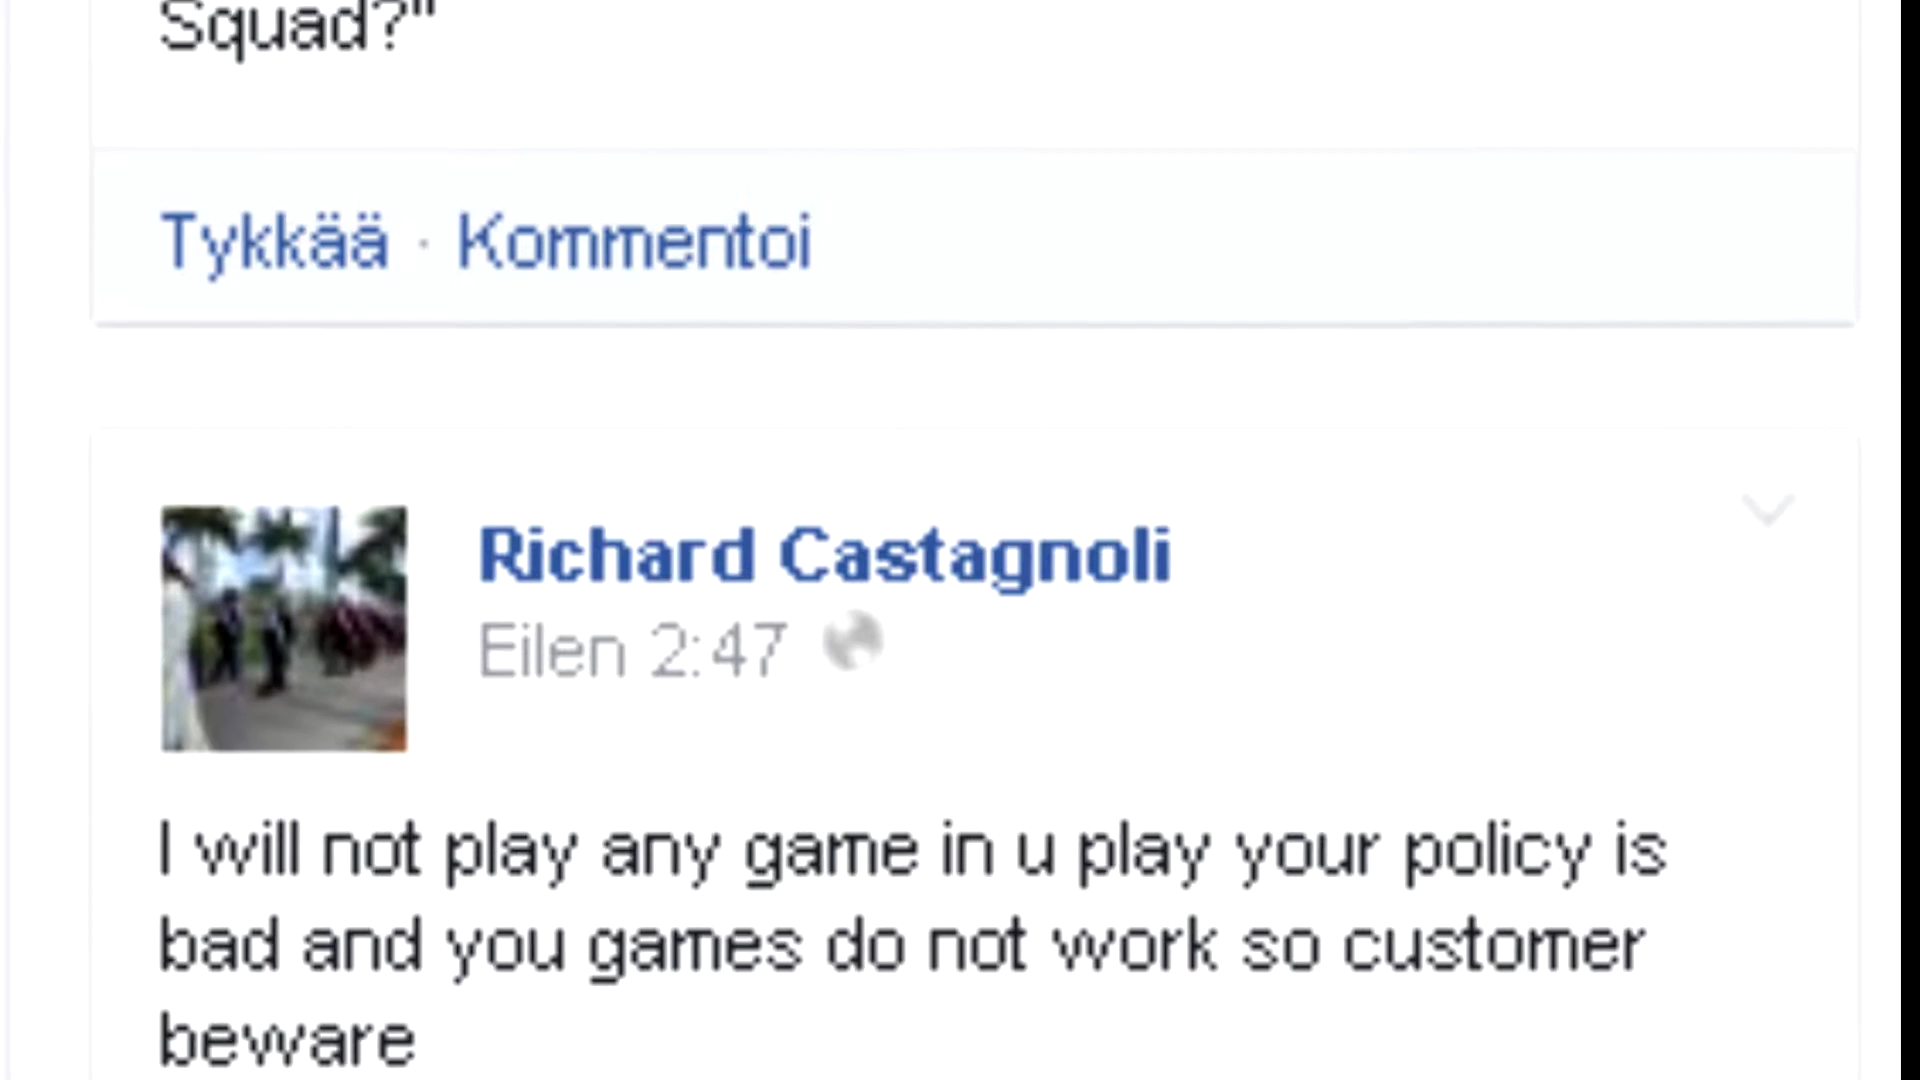 Squad?"
Tykkää · Kommentoi
Richard Castagnoli
Eilen 2:47
I will not play any game in u play your policy is
bad and you games do not work so customer
beware